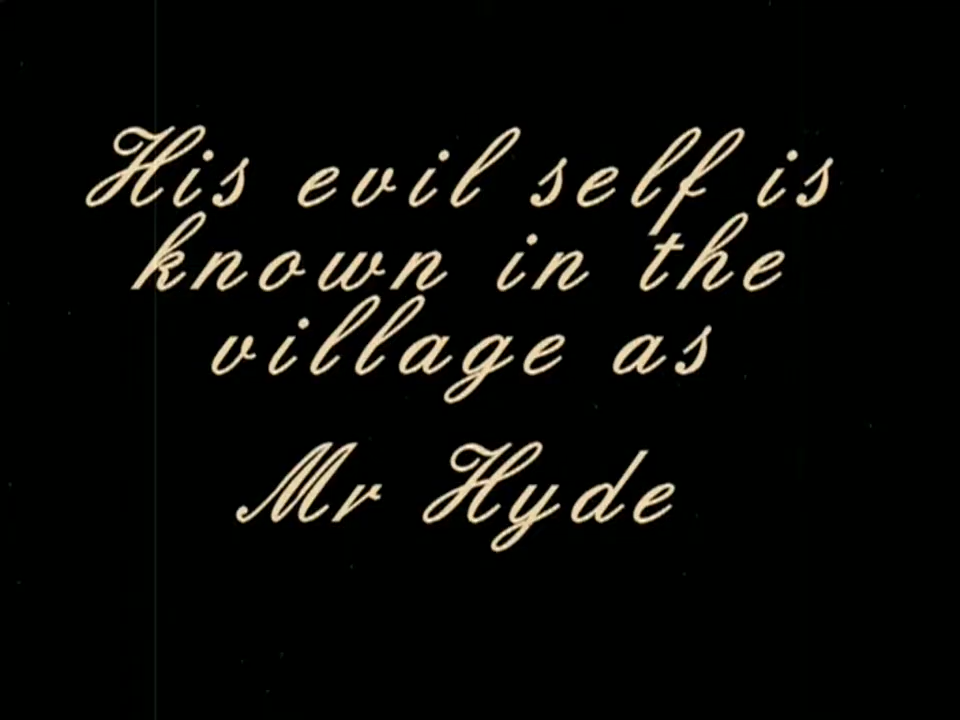 His evil self is
known in the
village as
Mr Hyde